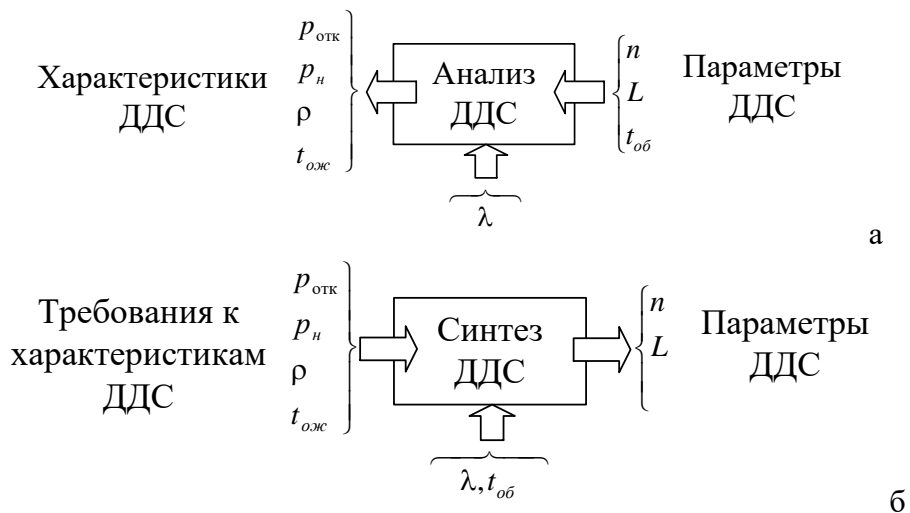 Характеристики
ДДС
p_отк
p_н
ρ
t_ож
Анализ
ДДС
n
L
t_об
Параметры
ДДС
λ
а
Требования к
характеристикам
ДДС
p_отк
p_н
ρ
t_ож
Синтез
ДДС
n
L
Параметры
ДДС
λ, t_об
б